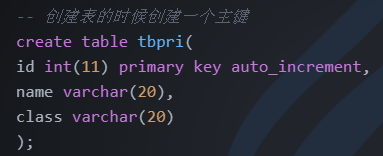 -- 创建表的时候创建一个主键
create table tbpri(
id int(11) primary key auto_increment,
name varchar(20),
class varchar(20)
);